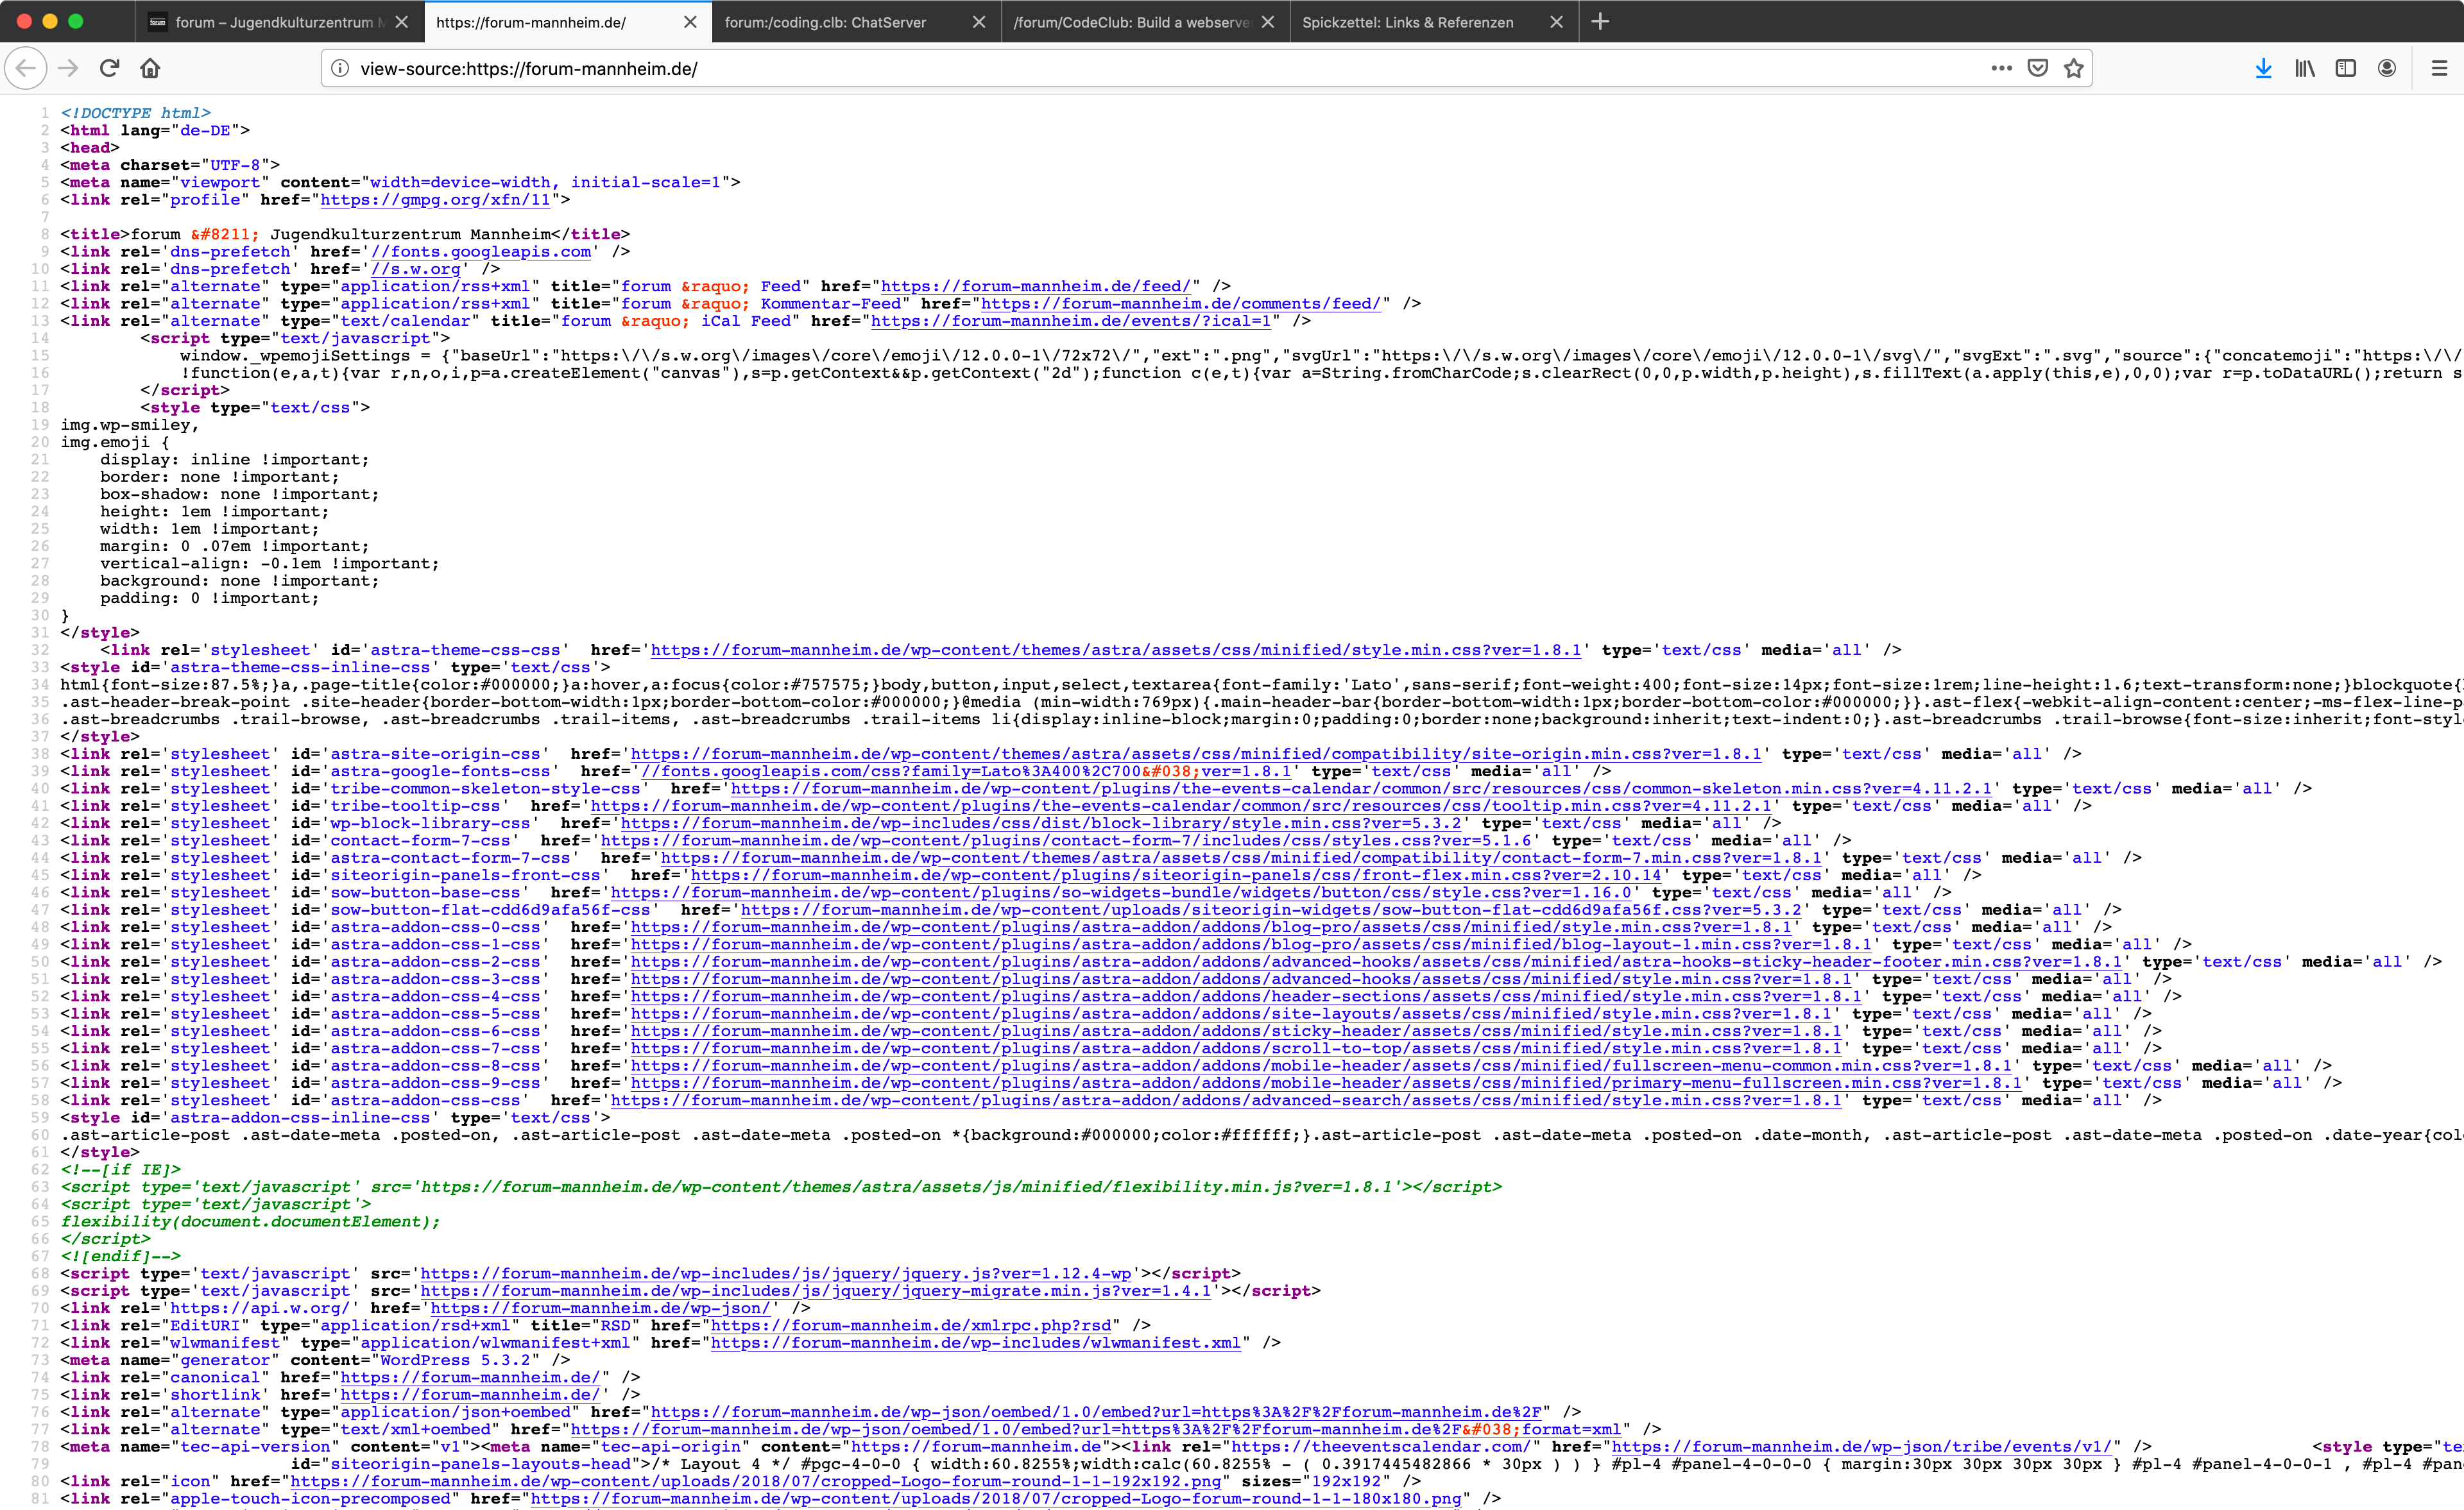 forum – Jugendkulturzentrum M
https://forum-mannheim.de/
forum:/coding.clb: ChatServer
/forum/CodeClub: Build a webserve
Spickzettel: Links & Referenzen
view-source:https://forum-mannheim.de/
1 <!DOCTYPE html>
2 <html lang="de-DE">
3 <head>
4 <meta charset="UTF-8">
5 <meta name="viewport" content="width=device-width, initial-scale=1">
6 <link rel="profile" href="https://gmpg.org/xfn/11">
7
8 <title>forum &#8211; Jugendkulturzentrum Mannheim</title>
9 <link rel='dns-prefetch' href='//fonts.googleapis.com' />
10 <link rel='dns-prefetch' href='//s.w.org' />
11 <link rel="alternate" type="application/rss+xml" title="forum &raquo; Feed" href="https://forum-mannheim.de/feed/" />
12 <link rel="alternate" type="application/rss+xml" title="forum &raquo; Kommentar-Feed" href="https://forum-mannheim.de/comments/feed/" />
13 <link rel="alternate" type="text/calendar" title="forum &raquo; iCal Feed" href="https://forum-mannheim.de/events/?ical=1" />
14 <script type="text/javascript">
15 window._wpemojiSettings = {"baseUrl":"https:\/\/s.w.org\/images\/core\/emoji\/12.0.0-1\/72x72\/","ext":".png","svgUrl":"https:\/\/s.w.org\/images\/core\/emoji\/12.0.0-1\/svg\/","svgExt":".svg","source":{"concatemoji":"https:\/\/
16 !function(e,a,t){var r,n,o,i,p=a.createElement("canvas"),s=p.getContext&&p.getContext("2d");function c(e,t){var a=String.fromCharCode;s.clearRect(0,0,p.width,p.height),s.fillText(a.apply(this,e),0,0);var r=p.toDataURL();return s
17 </script>
18 <style type="text/css">
19 img.wp-smiley,
20 img.emoji {
21 display: inline !important;
22 border: none !important;
23 box-shadow: none !important;
24 height: 1em !important;
25 width: 1em !important;
26 margin: 0 .07em !important;
27 vertical-align: -0.1em !important;
28 background: none !important;
29 padding: 0 !important;
30 }
31 </style>
32 <link rel='stylesheet' id='astra-theme-css-css'  href='https://forum-mannheim.de/wp-content/themes/astra/assets/css/minified/style.min.css?ver=1.8.1' type='text/css' media='all' />
33 <style id='astra-theme-css-inline-css' type='text/css'>
34 html{font-size:87.5%;}a,.page-title{color:#000000;}a:hover,a:focus{color:#757575;}body,button,input,select,textarea{font-family:'Lato',sans-serif;font-weight:400;font-size:14px;font-size:1rem;line-height:1.6;text-transform:none;}blockquote{
35 .ast-header-break-point .site-header{border-bottom-width:1px;border-bottom-color:#000000;}@media (min-width:769px){.main-header-bar{border-bottom-width:1px;border-bottom-color:#000000;}}.ast-flex{-webkit-align-content:center;-ms-flex-line-p
36 .ast-breadcrumbs .trail-browse, .ast-breadcrumbs .trail-items, .ast-breadcrumbs .trail-items li{display:inline-block;margin:0;padding:0;border:none;background:inherit;text-indent:0;}.ast-breadcrumbs .trail-browse{font-size:inherit;font-style
37 </style>
38 <link rel='stylesheet' id='astra-site-origin-css'  href='https://forum-mannheim.de/wp-content/themes/astra/assets/css/minified/compatibility/site-origin.min.css?ver=1.8.1' type='text/css' media='all' />
39 <link rel='stylesheet' id='astra-google-fonts-css'  href='//fonts.googleapis.com/css?family=Lato%3A400%2C700&#038;ver=1.8.1' type='text/css' media='all' />
40 <link rel='stylesheet' id='tribe-common-skeleton-style-css'  href='https://forum-mannheim.de/wp-content/plugins/the-events-calendar/common/src/resources/css/common-skeleton.min.css?ver=4.11.2.1' type='text/css' media='all' />
41 <link rel='stylesheet' id='tribe-tooltip-css'  href='https://forum-mannheim.de/wp-content/plugins/the-events-calendar/common/src/resources/css/tooltip.min.css?ver=4.11.2.1' type='text/css' media='all' />
42 <link rel='stylesheet' id='wp-block-library-css'  href='https://forum-mannheim.de/wp-includes/css/dist/block-library/style.min.css?ver=5.3.2' type='text/css' media='all' />
43 <link rel='stylesheet' id='contact-form-7-css'  href='https://forum-mannheim.de/wp-content/plugins/contact-form-7/includes/css/styles.css?ver=5.1.6' type='text/css' media='all' />
44 <link rel='stylesheet' id='astra-contact-form-7-css'  href='https://forum-mannheim.de/wp-content/themes/astra/assets/css/minified/compatibility/contact-form-7.min.css?ver=1.8.1' type='text/css' media='all' />
45 <link rel='stylesheet' id='siteorigin-panels-front-css'  href='https://forum-mannheim.de/wp-content/plugins/siteorigin-panels/css/front-flex.min.css?ver=2.10.14' type='text/css' media='all' />
46 <link rel='stylesheet' id='sow-button-base-css'  href='https://forum-mannheim.de/wp-content/plugins/so-widgets-bundle/widgets/button/css/style.css?ver=1.16.0' type='text/css' media='all' />
47 <link rel='stylesheet' id='sow-button-flat-cdd6d9afa56f-css'  href='https://forum-mannheim.de/wp-content/uploads/siteorigin-widgets/sow-button-flat-cdd6d9afa56f.css?ver=5.3.2' type='text/css' media='all' />
48 <link rel='stylesheet' id='astra-addon-css-0-css'  href='https://forum-mannheim.de/wp-content/plugins/astra-addon/addons/blog-pro/assets/css/minified/style.min.css?ver=1.8.1' type='text/css' media='all' />
49 <link rel='stylesheet' id='astra-addon-css-1-css'  href='https://forum-mannheim.de/wp-content/plugins/astra-addon/addons/blog-pro/assets/css/minified/blog-layout-1.min.css?ver=1.8.1' type='text/css' media='all' />
50 <link rel='stylesheet' id='astra-addon-css-2-css'  href='https://forum-mannheim.de/wp-content/plugins/astra-addon/addons/advanced-hooks/assets/css/minified/astra-hooks-sticky-header-footer.min.css?ver=1.8.1' type='text/css' media='all' />
51 <link rel='stylesheet' id='astra-addon-css-3-css'  href='https://forum-mannheim.de/wp-content/plugins/astra-addon/addons/advanced-hooks/assets/css/minified/style.min.css?ver=1.8.1' type='text/css' media='all' />
52 <link rel='stylesheet' id='astra-addon-css-4-css'  href='https://forum-mannheim.de/wp-content/plugins/astra-addon/addons/header-sections/assets/css/minified/style.min.css?ver=1.8.1' type='text/css' media='all' />
53 <link rel='stylesheet' id='astra-addon-css-5-css'  href='https://forum-mannheim.de/wp-content/plugins/astra-addon/addons/site-layouts/assets/css/minified/style.min.css?ver=1.8.1' type='text/css' media='all' />
54 <link rel='stylesheet' id='astra-addon-css-6-css'  href='https://forum-mannheim.de/wp-content/plugins/astra-addon/addons/sticky-header/assets/css/minified/style.min.css?ver=1.8.1' type='text/css' media='all' />
55 <link rel='stylesheet' id='astra-addon-css-7-css'  href='https://forum-mannheim.de/wp-content/plugins/astra-addon/addons/scroll-to-top/assets/css/minified/style.min.css?ver=1.8.1' type='text/css' media='all' />
56 <link rel='stylesheet' id='astra-addon-css-8-css'  href='https://forum-mannheim.de/wp-content/plugins/astra-addon/addons/mobile-header/assets/css/minified/fullscreen-menu-common.min.css?ver=1.8.1' type='text/css' media='all' />
57 <link rel='stylesheet' id='astra-addon-css-9-css'  href='https://forum-mannheim.de/wp-content/plugins/astra-addon/addons/mobile-header/assets/css/minified/primary-menu-fullscreen.min.css?ver=1.8.1' type='text/css' media='all' />
58 <link rel='stylesheet' id='astra-addon-css-css'  href='https://forum-mannheim.de/wp-content/plugins/astra-addon/addons/advanced-search/assets/css/minified/style.min.css?ver=1.8.1' type='text/css' media='all' />
59 <style id='astra-addon-css-inline-css' type='text/css'>
60 .ast-article-post .ast-date-meta .posted-on, .ast-article-post .ast-date-meta .posted-on *{background:#000000;color:#ffffff;}.ast-article-post .ast-date-meta .posted-on .date-month, .ast-article-post .ast-date-meta .posted-on .date-year{col
61 </style>
62 <!--[if IE]>
63 <script type='text/javascript' src='https://forum-mannheim.de/wp-content/themes/astra/assets/js/minified/flexibility.min.js?ver=1.8.1'></script>
64 <script type='text/javascript'>
65 flexibility(document.documentElement);
66 </script>
67 <![endif]-->
68 <script type='text/javascript' src='https://forum-mannheim.de/wp-includes/js/jquery/jquery.js?ver=1.12.4-wp'></script>
69 <script type='text/javascript' src='https://forum-mannheim.de/wp-includes/js/jquery/jquery-migrate.min.js?ver=1.4.1'></script>
70 <link rel='https://api.w.org/' href='https://forum-mannheim.de/wp-json/' />
71 <link rel="EditURI" type="application/rsd+xml" title="RSD" href="https://forum-mannheim.de/xmlrpc.php?rsd" />
72 <link rel="wlwmanifest" type="application/wlwmanifest+xml" href="https://forum-mannheim.de/wp-includes/wlwmanifest.xml" />
73 <meta name="generator" content="WordPress 5.3.2" />
74 <link rel="canonical" href="https://forum-mannheim.de/" />
75 <link rel='shortlink' href='https://forum-mannheim.de/' />
76 <link rel="alternate" type="application/json+oembed" href="https://forum-mannheim.de/wp-json/oembed/1.0/embed?url=https%3A%2F%2Fforum-mannheim.de%2F" />
77 <link rel="alternate" type="text/xml+oembed" href="https://forum-mannheim.de/wp-json/oembed/1.0/embed?url=https%3A%2F%2Fforum-mannheim.de%2F&#038;format=xml" />
78 <meta name="tec-api-version" content="v1"><meta name="tec-api-origin" content="https://forum-mannheim.de"><link rel="https://theeventscalendar.com/" href="https://forum-mannheim.de/wp-json/tribe/events/v1/" /> <style type="te
79 id="siteorigin-panels-layouts-head">/* Layout 4 */ #pgc-4-0-0 { width:60.8255%;width:calc(60.8255% - ( 0.3917445482866 * 30px ) ) } #pl-4 #panel-4-0-0-0 { margin:30px 30px 30px 30px } #pl-4 #panel-4-0-0-1 , #pl-4 #pan
80 <link rel="icon" href="https://forum-mannheim.de/wp-content/uploads/2018/07/cropped-Logo-forum-round-1-1-192x192.png" sizes="192x192" />
81 <link rel="apple-touch-icon-precomposed" href="https://forum-mannheim.de/wp-content/uploads/2018/07/cropped-Logo-forum-round-1-1-180x180.png" />